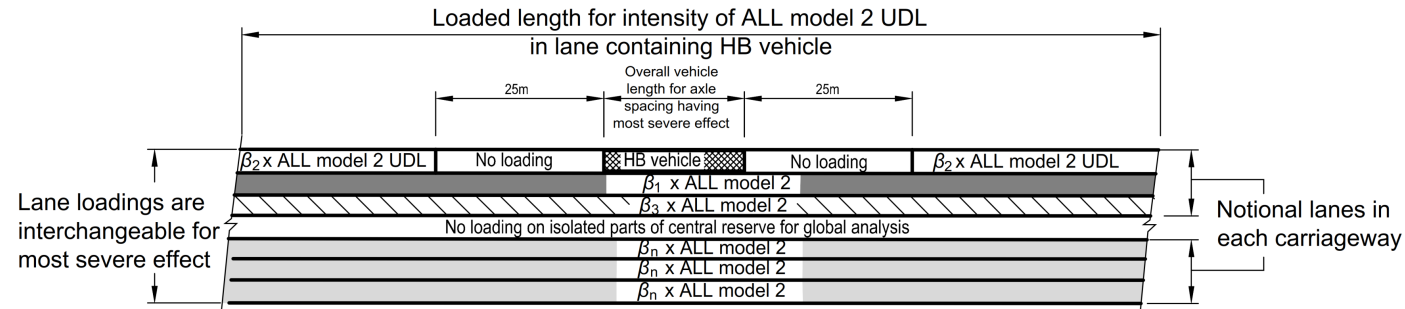 Loaded length for intensity of ALL model 2 UDL
in lane containing HB vehicle
Overall vehicle
length for axle
spacing having
most severe effect
25m
25m
β₂ x ALL model 2 UDL
No loading
HB vehicle
No loading
β₂ x ALL model 2 UDL
β₁ x ALL model 2
β₃ x ALL model 2
No loading on isolated parts of central reserve for global analysis
βₙ x ALL model 2
βₙ x ALL model 2
βₙ x ALL model 2
Lane loadings are
interchangeable for
most severe effect
Notional lanes in
each carriageway